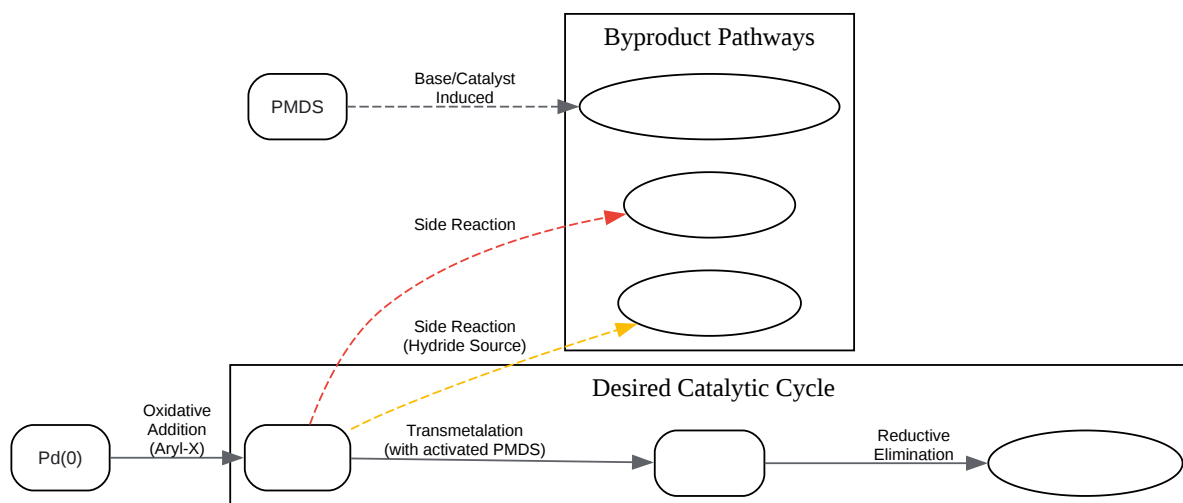 Byproduct Pathways
PMDS
Base/Catalyst
Induced
Side Reaction
Side Reaction
(Hydride Source)
Desired Catalytic Cycle
Pd(0)
Oxidative
Addition
(Aryl-X)
Transmetalation
(with activated PMDS)
Reductive
Elimination